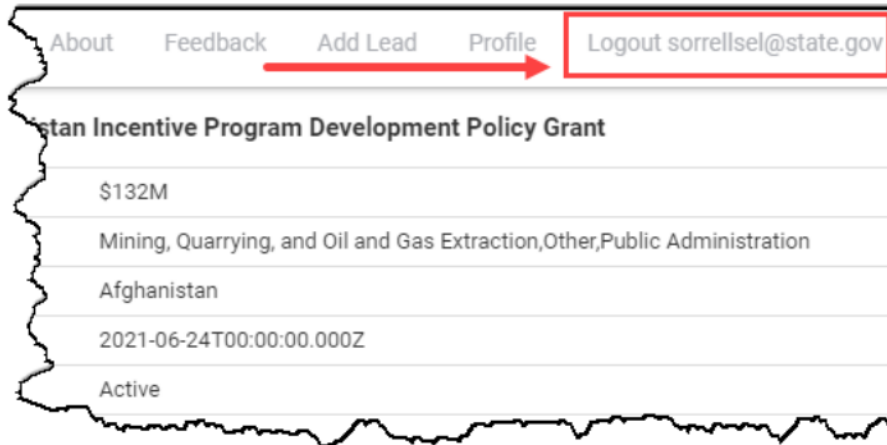 About Feedback Add Lead Profile Logout sorrellsel@state.gov
stan Incentive Program Development Policy Grant
$132M
Mining, Quarrying, and Oil and Gas Extraction,Other,Public Administration
Afghanistan
2021-06-24T00:00:00.000Z
Active